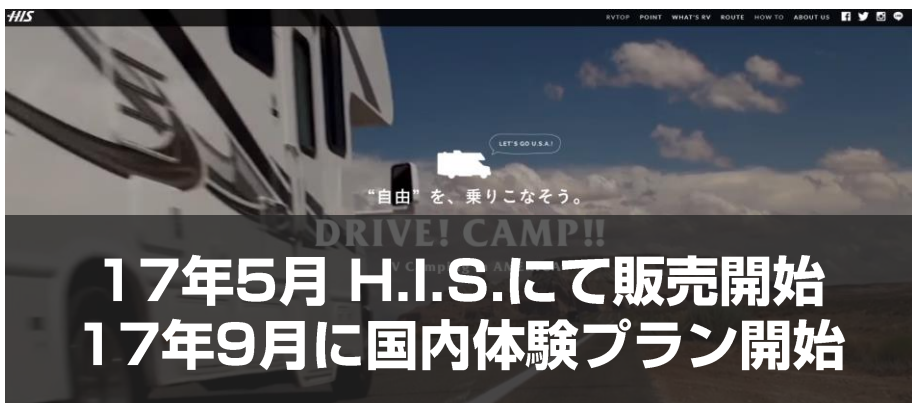 HIS
RVTOP POINT WHAT'S RV ROUTE HOW TO ABOUT US
LET'S GO U.S.A.!
“自由”を、乗りこなそう。
DRIVE! CAMP!!
17年5月 H.I.S.にて販売開始
17年9月に国内体験プラン開始